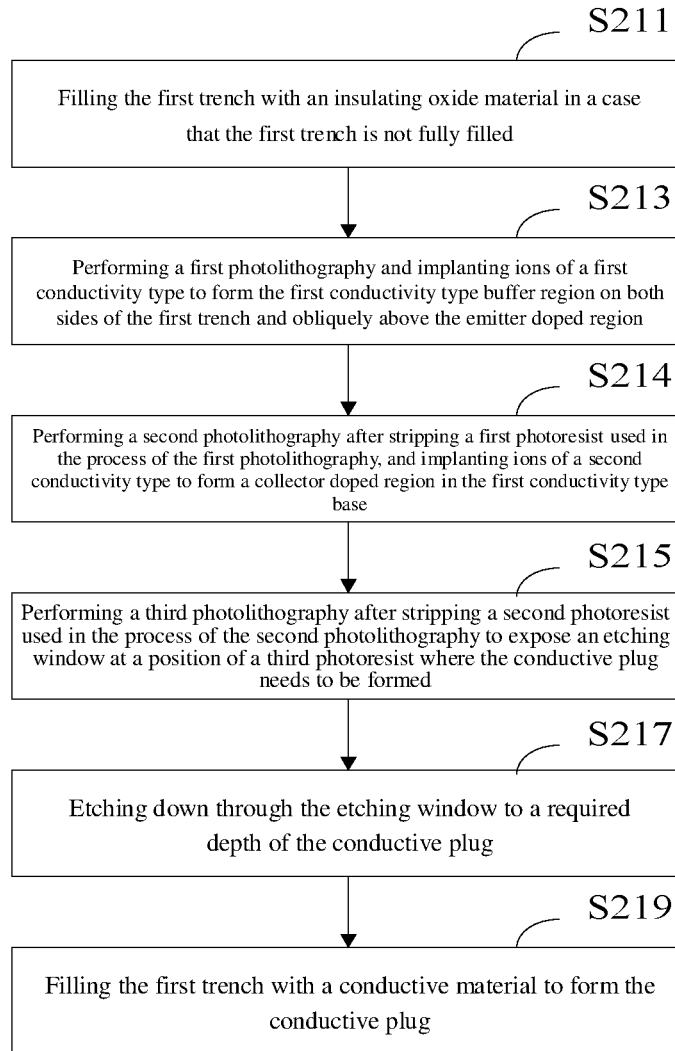 S211
Filling the first trench with an insulating oxide material in a case
that the first trench is not fully filled
S213
Performing a first photolithography and implanting ions of a first
conductivity type to form the first conductivity type buffer region on both
sides of the first trench and obliquely above the emitter doped region
S214
Performing a second photolithography after stripping a first photoresist used in
the process of the first photolithography, and implanting ions of a second
conductivity type to form a collector doped region in the first conductivity type
base
S215
Performing a third photolithography after stripping a second photoresist
used in the process of the second photolithography to expose an etching
window at a position of a third photoresist where the conductive plug
needs to be formed
S217
Etching down through the etching window to a required
depth of the conductive plug
S219
Filling the first trench with a conductive material to form the
conductive plug